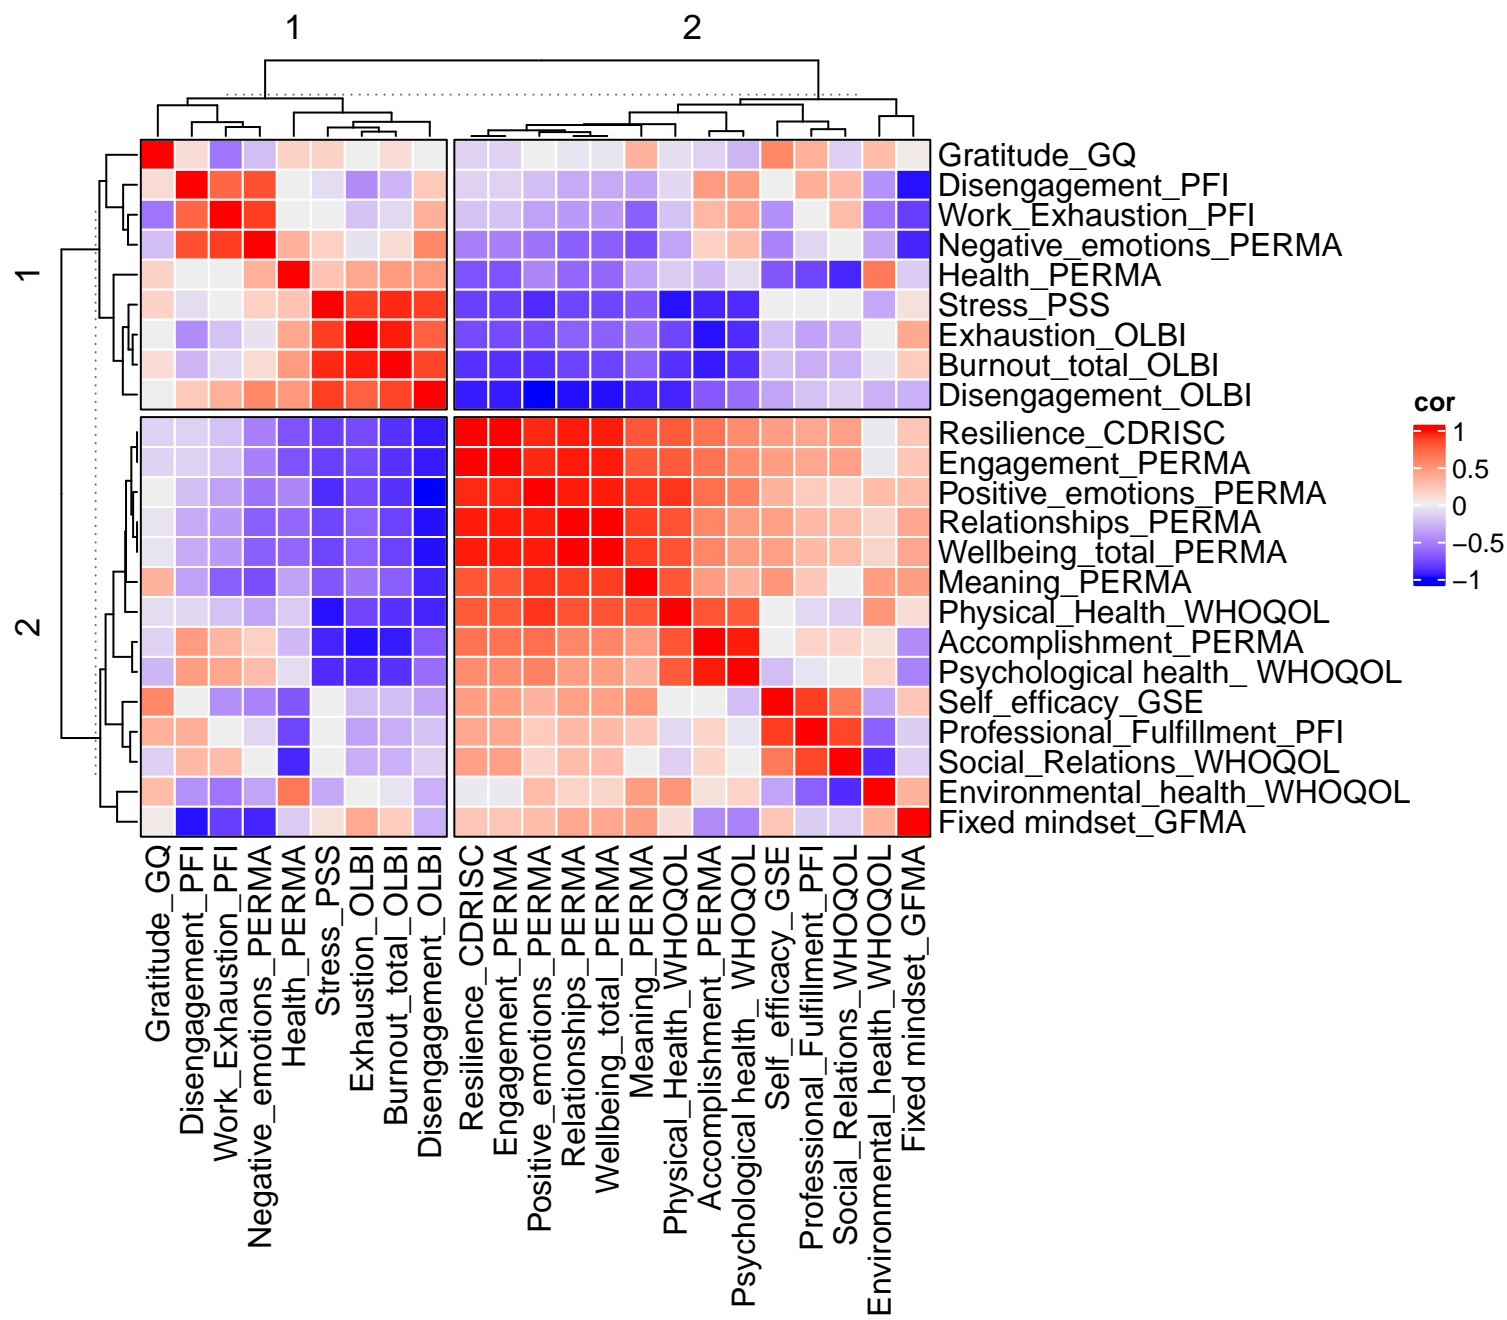 1
2
1
2
Gratitude_GQ
Disengagement_PFI
Work_Exhaustion_PFI
Negative_emotions_PERMA
Health_PERMA
Stress_PSS
Exhaustion_OLBI
Burnout_total_OLBI
Disengagement_OLBI
Resilience_CDRISC
Engagement_PERMA
Positive_emotions_PERMA
Relationships_PERMA
Wellbeing_total_PERMA
Meaning_PERMA
Physical_Health_WHOQOL
Accomplishment_PERMA
Psychological health_ WHOQOL
Self_efficacy_GSE
Professional_Fulfillment_PFI
Social_Relations_WHOQOL
Environmental_health_WHOQOL
Fixed mindset_GFMA
cor
1
0.5
0
−0.5
−1
Gratitude_GQ
Disengagement_PFI
Work_Exhaustion_PFI
Negative_emotions_PERMA
Health_PERMA
Stress_PSS
Exhaustion_OLBI
Burnout_total_OLBI
Disengagement_OLBI
Resilience_CDRISC
Engagement_PERMA
Positive_emotions_PERMA
Relationships_PERMA
Wellbeing_total_PERMA
Meaning_PERMA
Physical_Health_WHOQOL
Accomplishment_PERMA
Psychological health_ WHOQOL
Self_efficacy_GSE
Professional_Fulfillment_PFI
Social_Relations_WHOQOL
Environmental_health_WHOQOL
Fixed mindset_GFMA